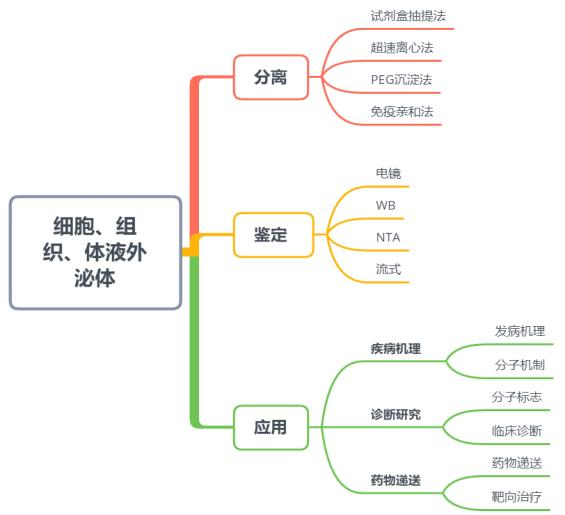 细胞、组
织、体液外
泌体
分离
试剂盒抽提法
超速离心法
PEG沉淀法
免疫亲和法
鉴定
电镜
WB
NTA
流式
应用
疾病机理
发病机理
分子机制
诊断研究
分子标志
临床诊断
药物递送
药物递送
靶向治疗